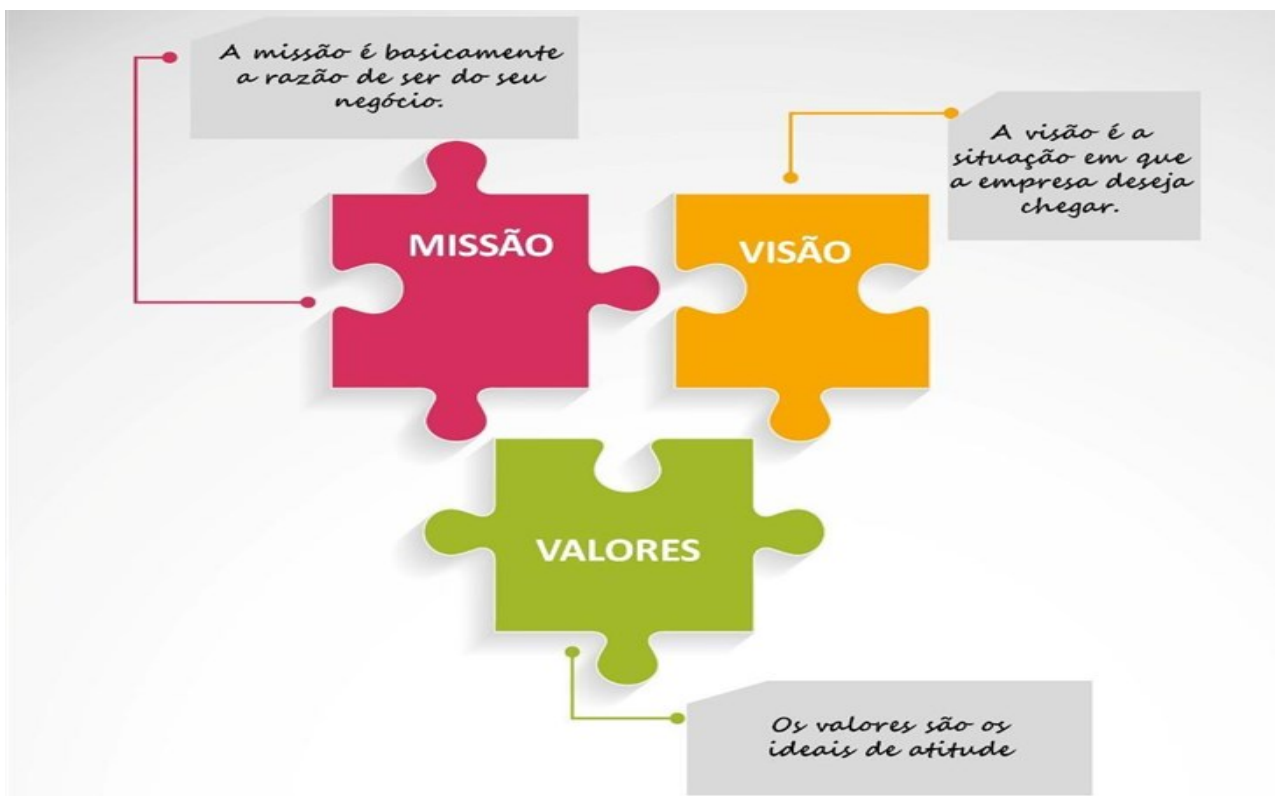 A missão é basicamente
a razão de ser do seu
negócio.
MISSÃO
A visão é a
situação em que
a empresa deseja
chegar.
VISÃO
VALORES
Os valores são os
ideais de atitude